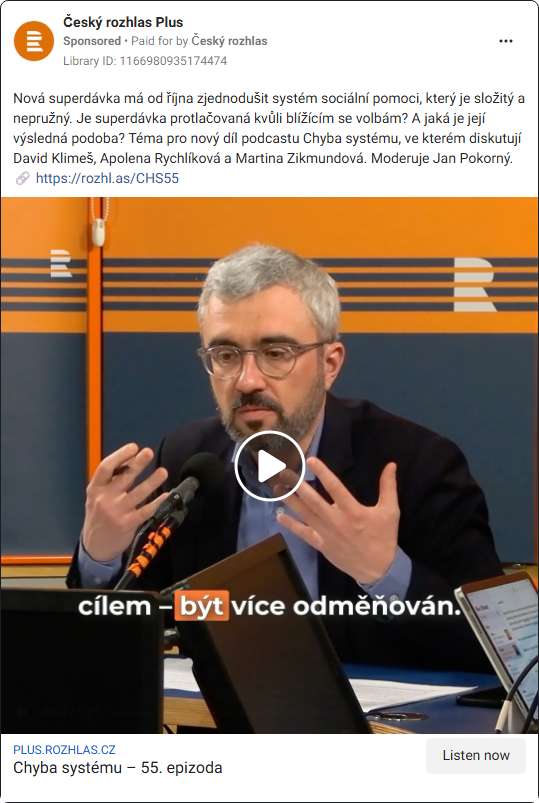 Český rozhlas Plus
Sponsored • Paid for by Český rozhlas
Library ID: 1166980935174474
Nová superdávka má od října zjednodušit systém sociální pomoci, který je složitý a
nepružný. Je superdávka protlačovaná kvůli blížícím se volbám? A jaká je její
výsledná podoba? Téma pro nový díl podcastu Chyba systému, ve kterém diskutují
David Klimeš, Apolena Rychlíková a Martina Zikmundová. Moderuje Jan Pokorný.
🔗 https://rozhl.as/CHS55
cílem – být více odměňován.
PLUS.ROZHLAS.CZ
Chyba systému – 55. epizoda
Listen now